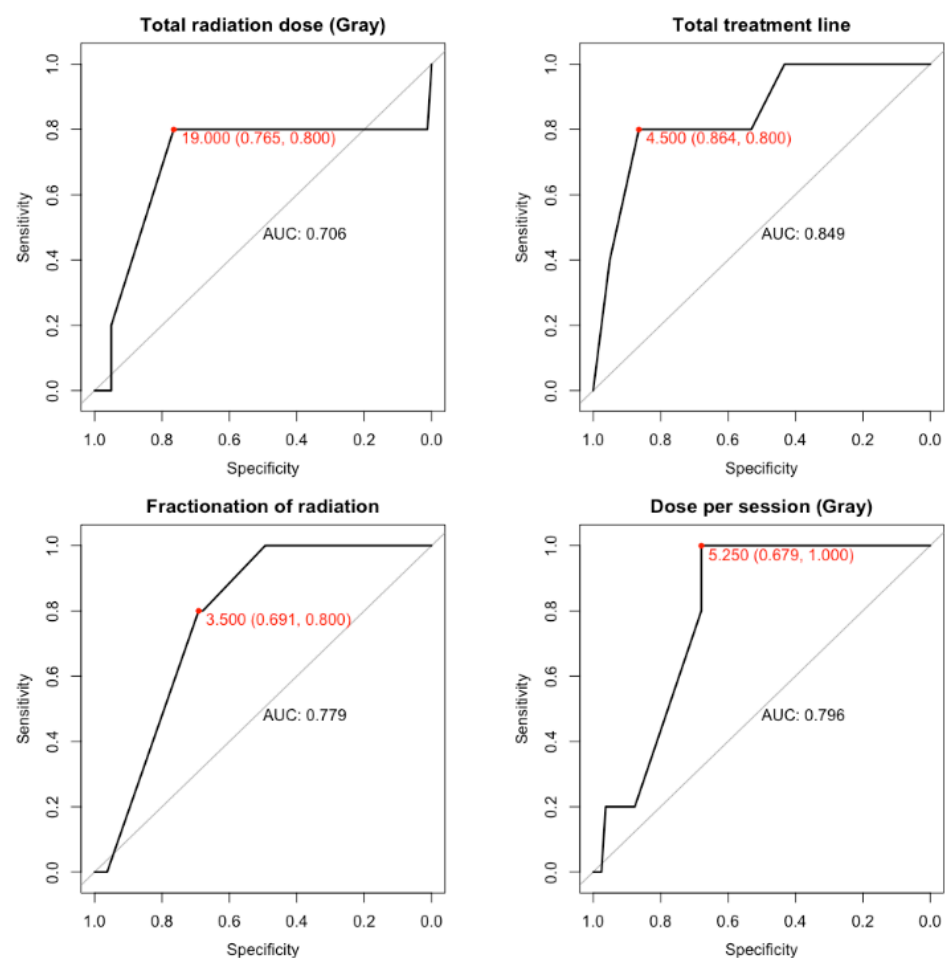 Total radiation dose (Gray)
Sensitivity
1.0
0.8
0.6
0.4
0.2
0.0
19.000 (0.765, 0.800)
AUC: 0.706
1.0 0.8 0.6 0.4 0.2 0.0
Specificity
Total treatment line
Sensitivity
1.0
0.8
0.6
0.4
0.2
0.0
4.500 (0.864, 0.800)
AUC: 0.849
1.0 0.8 0.6 0.4 0.2 0.0
Specificity
Fractionation of radiation
Sensitivity
1.0
0.8
0.6
0.4
0.2
0.0
3.500 (0.691, 0.800)
AUC: 0.779
1.0 0.8 0.6 0.4 0.2 0.0
Specificity
Dose per session (Gray)
Sensitivity
1.0
0.8
0.6
0.4
0.2
0.0
5.250 (0.679, 1.000)
AUC: 0.796
1.0 0.8 0.6 0.4 0.2 0.0
Specificity